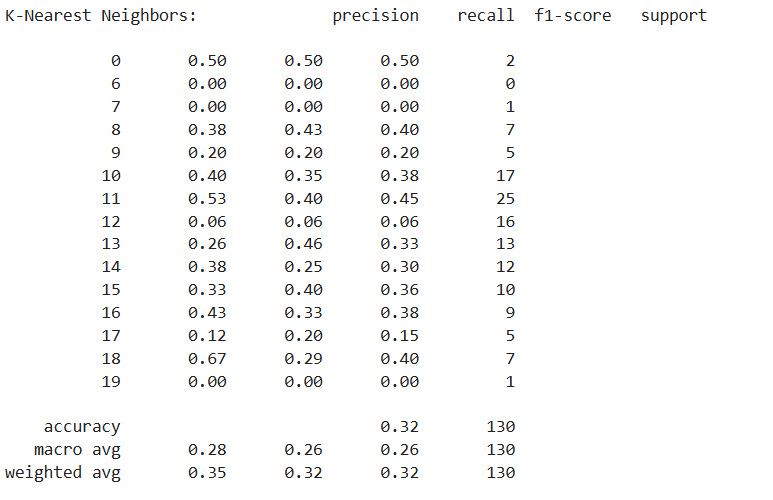 K-Nearest Neighbors:              precision    recall  f1-score   support

           0       0.50      0.50      0.50         2
           6       0.00      0.00      0.00         0
           7       0.00      0.00      0.00         1
           8       0.38      0.43      0.40         7
           9       0.20      0.20      0.20         5
          10       0.40      0.35      0.38        17
          11       0.53      0.40      0.45        25
          12       0.06      0.06      0.06        16
          13       0.26      0.46      0.33        13
          14       0.38      0.25      0.30        12
          15       0.33      0.40      0.36        10
          16       0.43      0.33      0.38         9
          17       0.12      0.20      0.15         5
          18       0.67      0.29      0.40         7
          19       0.00      0.00      0.00         1

    accuracy                           0.32       130
   macro avg       0.28      0.26      0.26       130
weighted avg       0.35      0.32      0.32       130